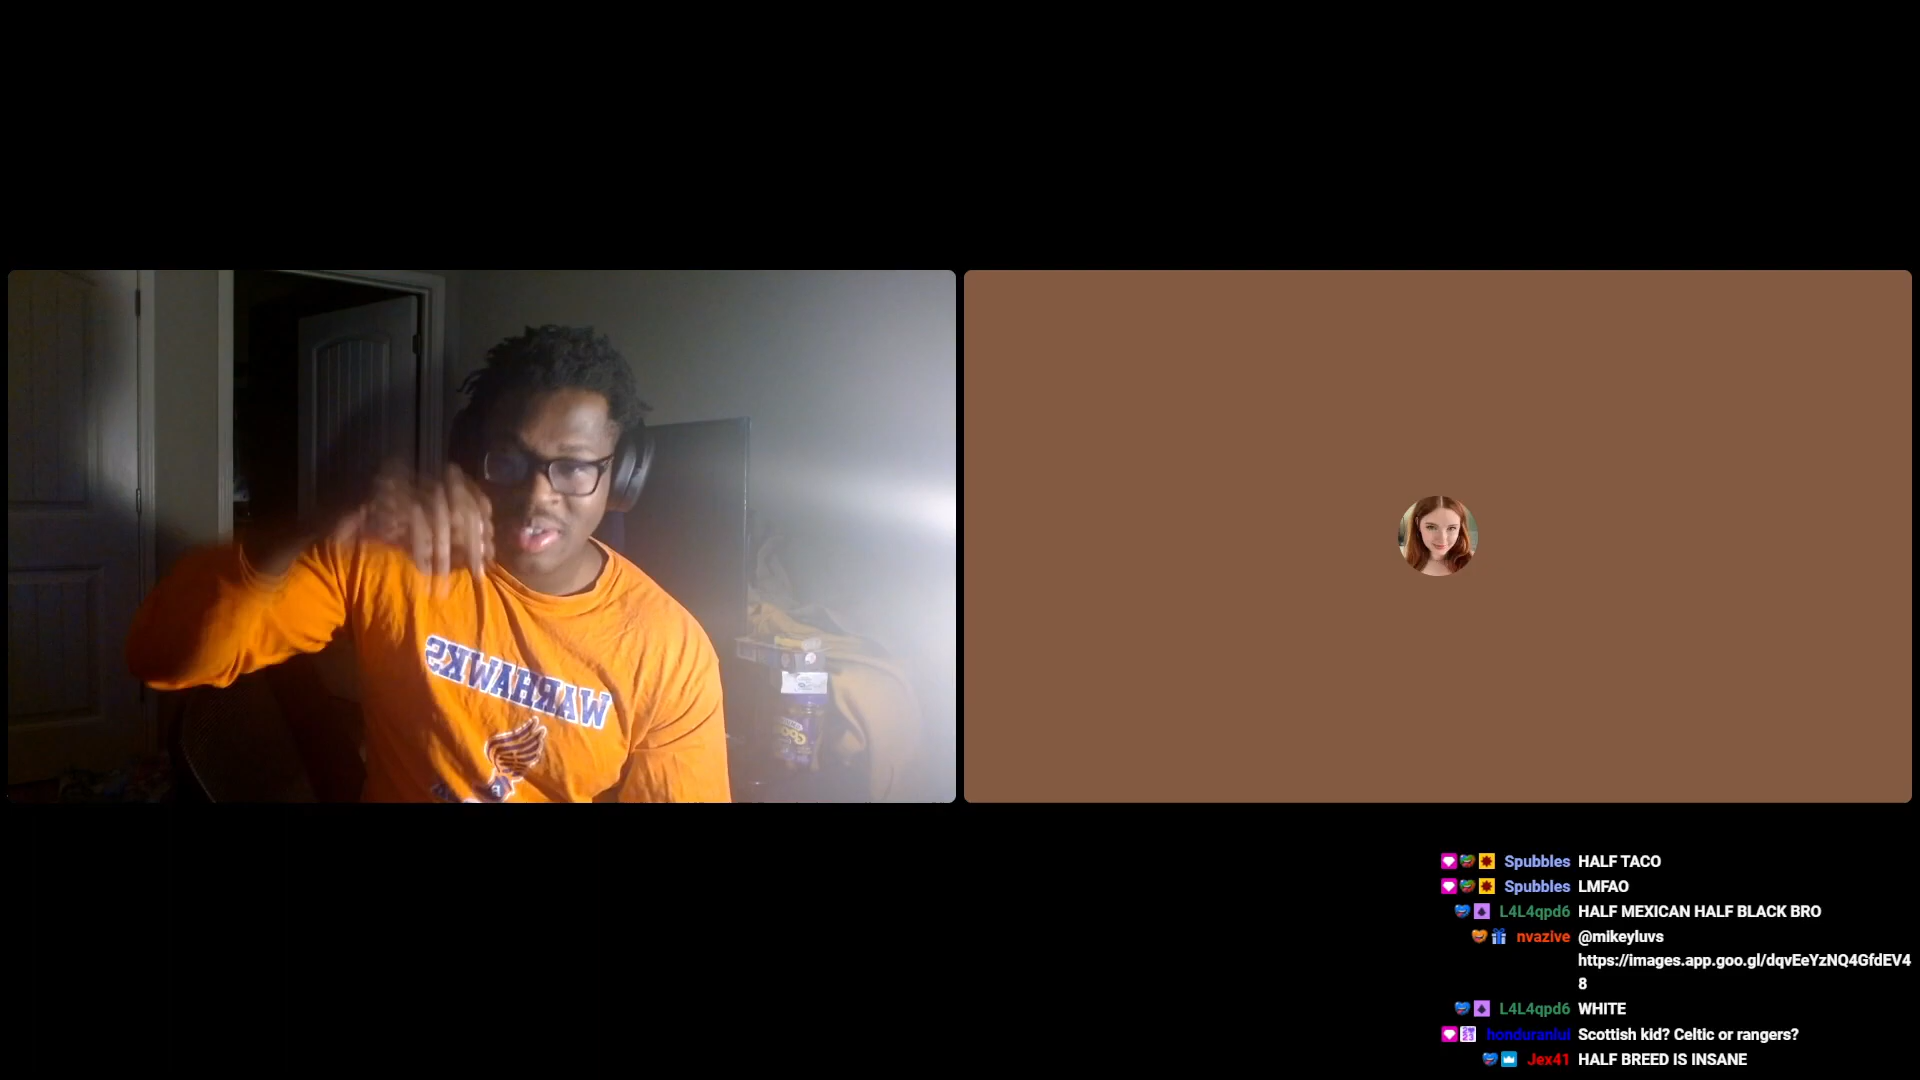 WARHAWKS
Spubbles HALF TACO
Spubbles LMFAO
L4L4qpd6 HALF MEXICAN HALF BLACK BRO
nvazive @mikeyluvs
https://images.app.goo.gl/dqvEeYzNQ4GfdEV4
8
L4L4qpd6 WHITE
honduranlui Scottish kid? Celtic or rangers?
Jex41 HALF BREED IS INSANE